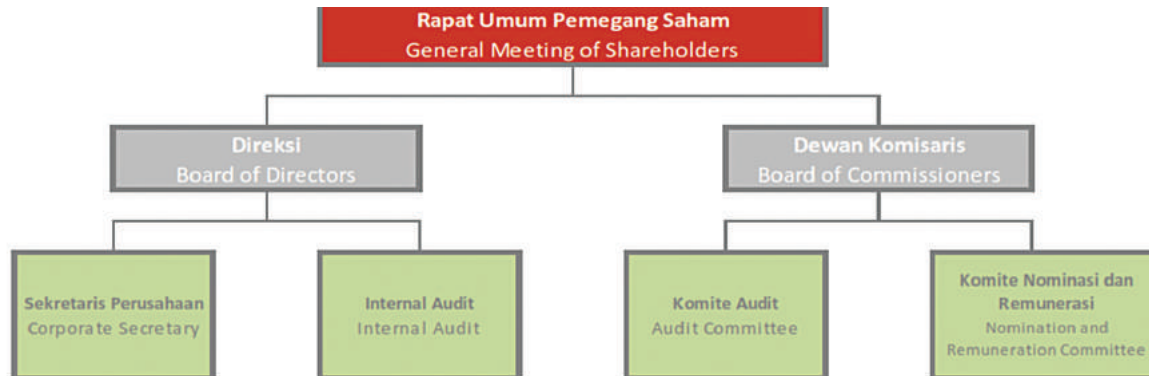 Rapat Umum Pemegang Saham
General Meeting of Shareholders
Direksi
Board of Directors
Dewan Komisaris
Board of Commissioners
Sekretaris Perusahaan
Corporate Secretary
Internal Audit
Internal Audit
Komite Audit
Audit Committee
Komite Nominasi dan
Remunerasi
Nomination and
Remuneration Committee